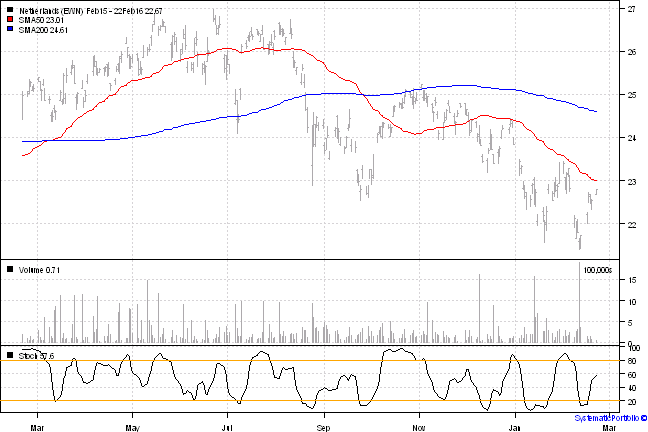 Netherlands (EWN) Feb15 - 22Feb16 22.67
SMA50 23.01
SMA200 24.61
27
26
25
24
23
22
Volume 0.71
100,000s
15
10
5
0
Stoch 57.6
100
80
60
40
20
Mar May Jul Sep Nov Jan Mar
SystematicPortfolio ©